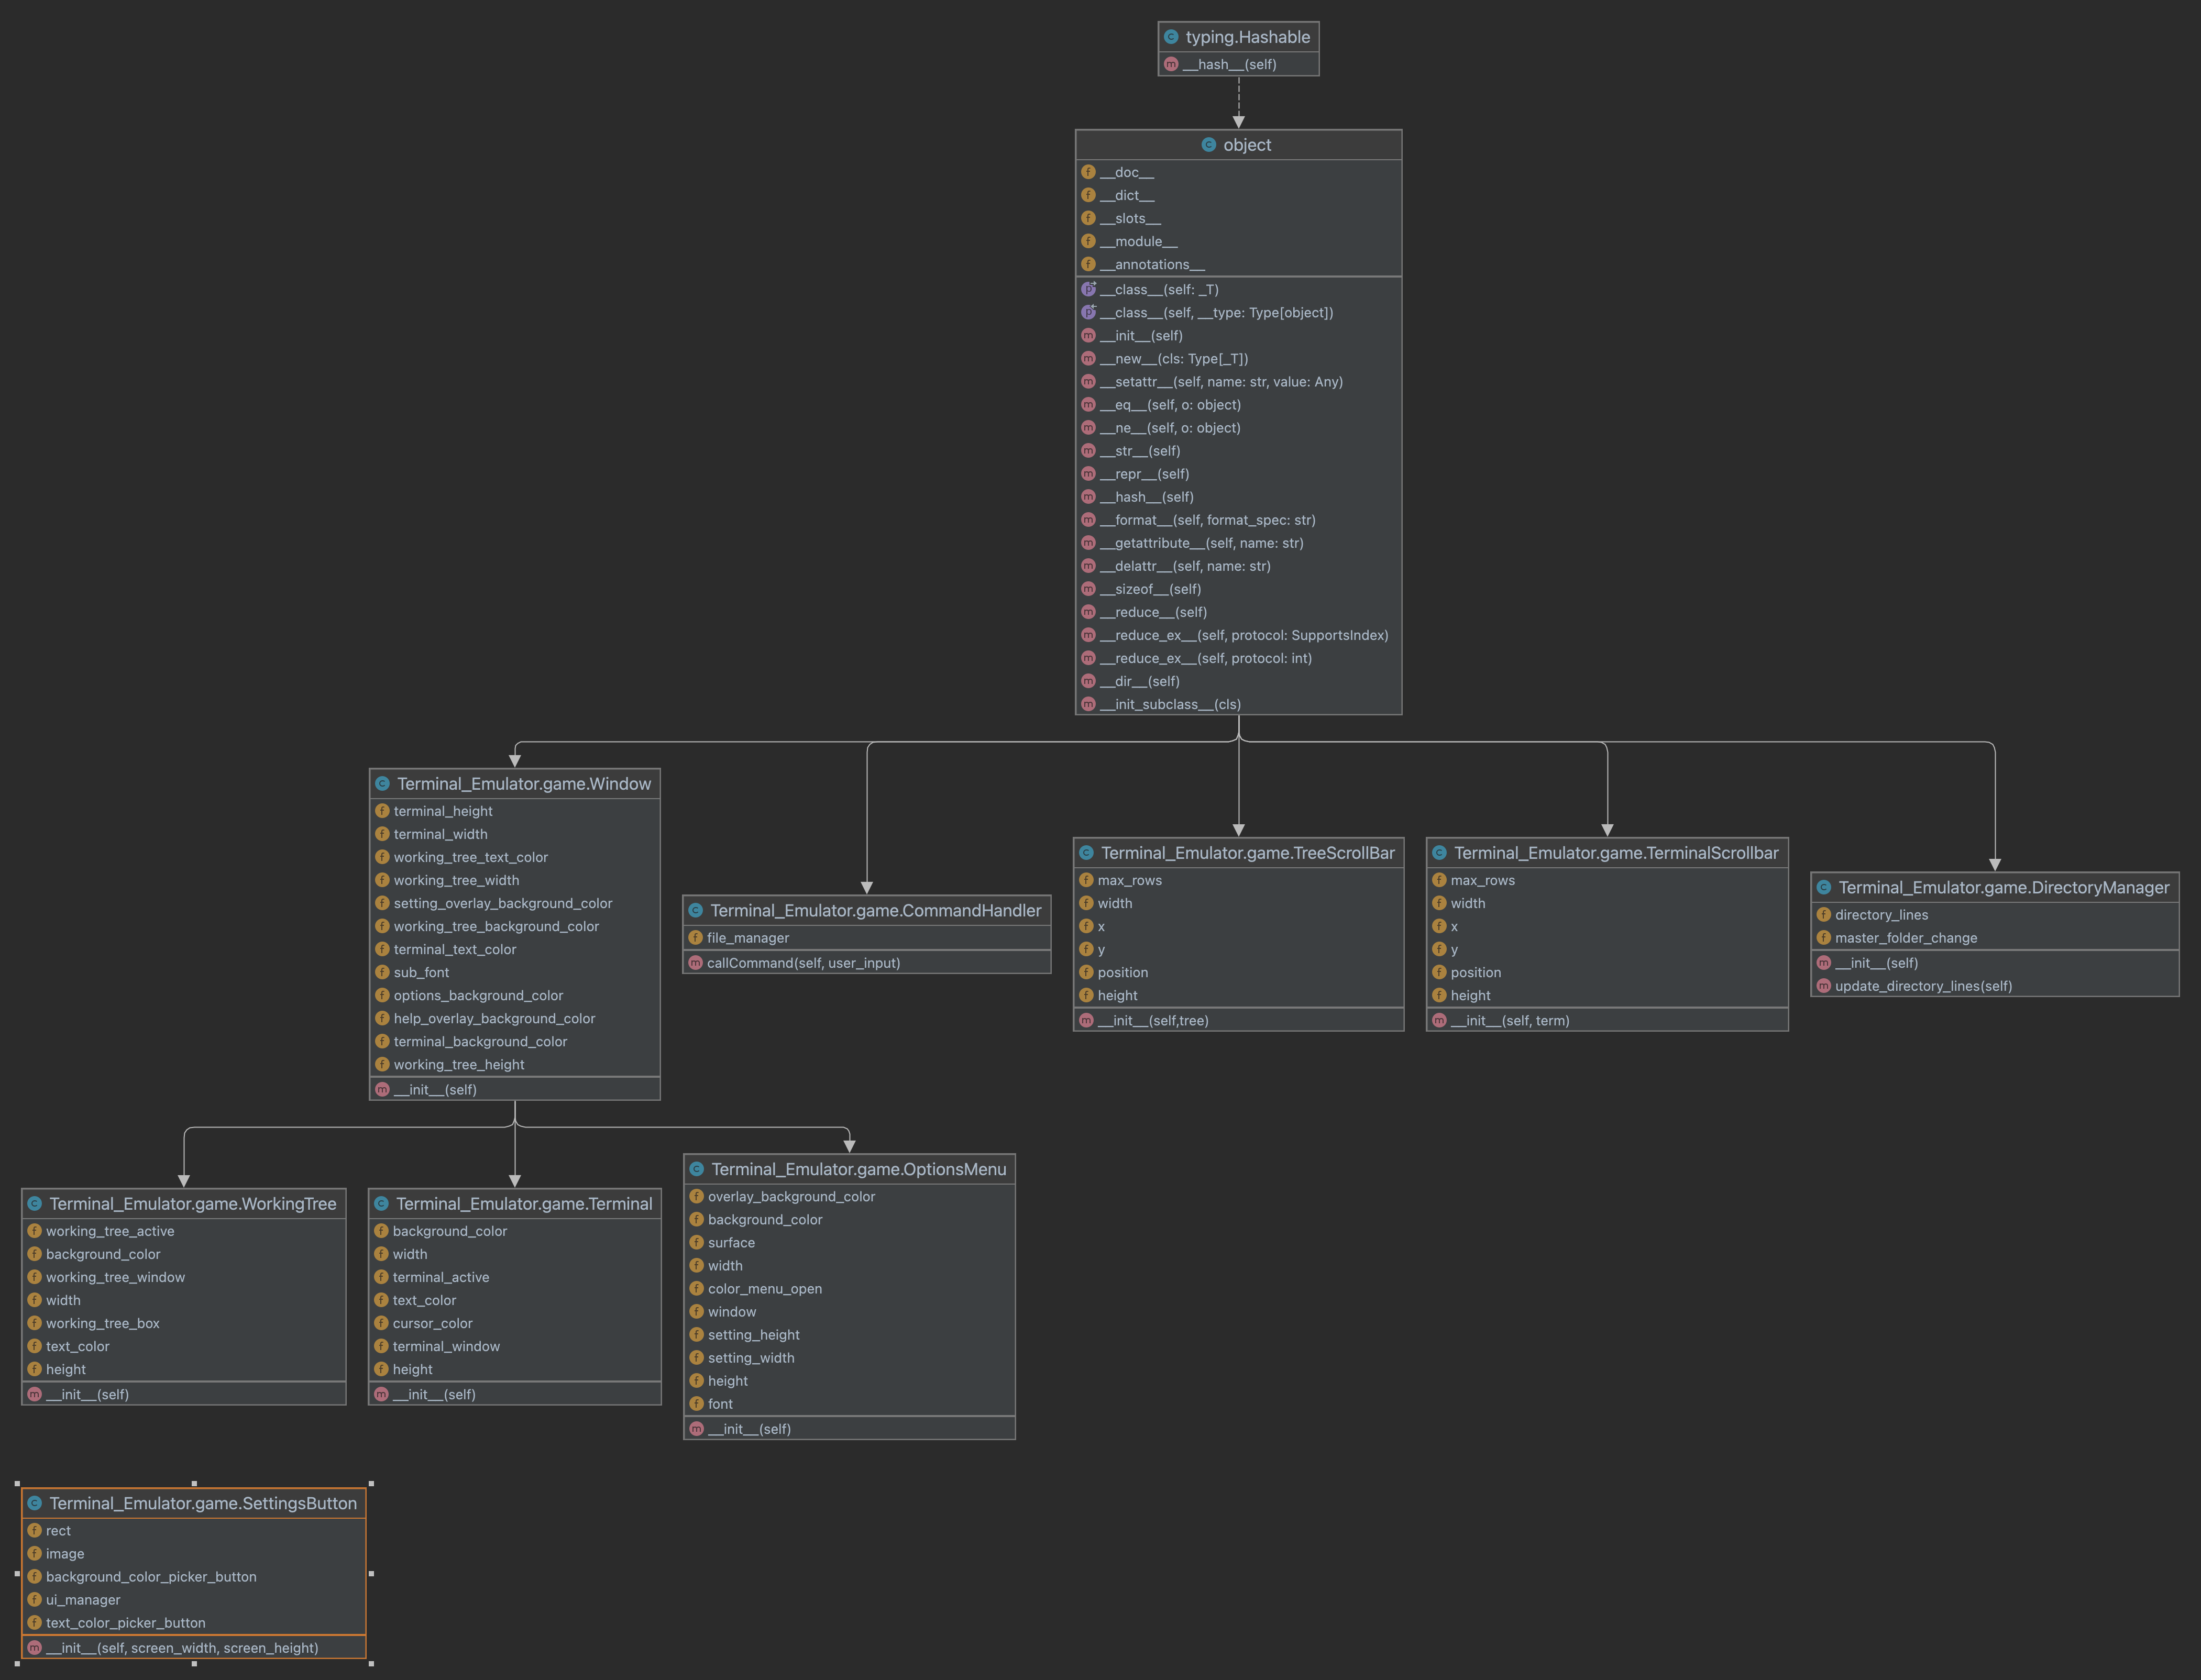 typing.Hashable
__hash__(self)
object
__doc__
__dict__
__slots__
__module__
__annotations__
__class__(self: _T)
__class__(self, __type: Type[object])
__init__(self)
__new__(cls: Type[_T])
__setattr__(self, name: str, value: Any)
__eq__(self, o: object)
__ne__(self, o: object)
__str__(self)
__repr__(self)
__hash__(self)
__format__(self, format_spec: str)
__getattribute__(self, name: str)
__delattr__(self, name: str)
__sizeof__(self)
__reduce__(self)
__reduce_ex__(self, protocol: SupportsIndex)
__reduce_ex__(self, protocol: int)
__dir__(self)
__init_subclass__(cls)
Terminal_Emulator.game.Window
terminal_height
terminal_width
working_tree_text_color
working_tree_width
setting_overlay_background_color
working_tree_background_color
terminal_text_color
sub_font
options_background_color
help_overlay_background_color
terminal_background_color
working_tree_height
__init__(self)
Terminal_Emulator.game.CommandHandler
file_manager
callCommand(self, user_input)
Terminal_Emulator.game.TreeScrollBar
max_rows
width
x
y
position
height
__init__(self,tree)
Terminal_Emulator.game.TerminalScrollbar
max_rows
width
x
y
position
height
__init__(self, term)
Terminal_Emulator.game.DirectoryManager
directory_lines
master_folder_change
__init__(self)
update_directory_lines(self)
Terminal_Emulator.game.WorkingTree
working_tree_active
background_color
working_tree_window
width
working_tree_box
text_color
height
__init__(self)
Terminal_Emulator.game.Terminal
background_color
width
terminal_active
text_color
cursor_color
terminal_window
height
__init__(self)
Terminal_Emulator.game.OptionsMenu
overlay_background_color
background_color
surface
width
color_menu_open
window
setting_height
setting_width
height
font
__init__(self)
Terminal_Emulator.game.SettingsButton
rect
image
background_color_picker_button
ui_manager
text_color_picker_button
__init__(self, screen_width, screen_height)